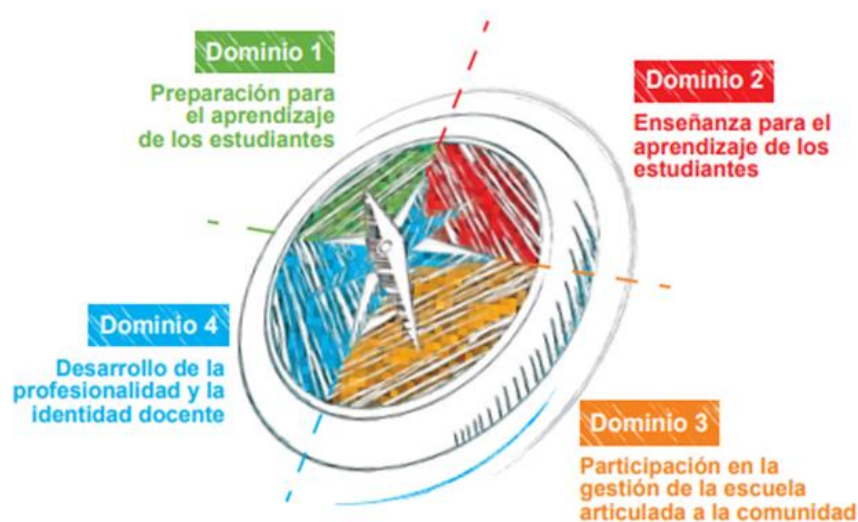 Dominio 1
Preparación para
el aprendizaje
de los estudiantes
Dominio 2
Enseñanza para el
aprendizaje de los
estudiantes
Dominio 4
Desarrollo de la
profesionalidad y la
identidad docente
Dominio 3
Participación en la
gestión de la escuela
articulada a la comunidad